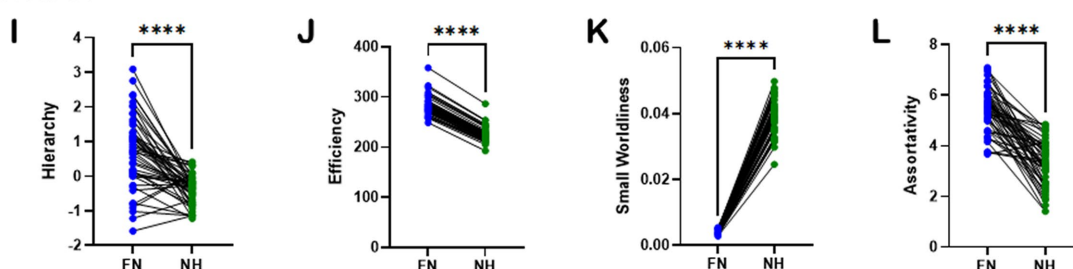 I
****
Hierarchy
4
3
2
1
0
-1
-2
FN NH
J
****
Efficiency
400
300
200
100
0
FN NH
K
****
Small Worldliness
0.06
0.04
0.02
0.00
FN NH
L
****
Assortativity
8
6
4
2
0
FN NH